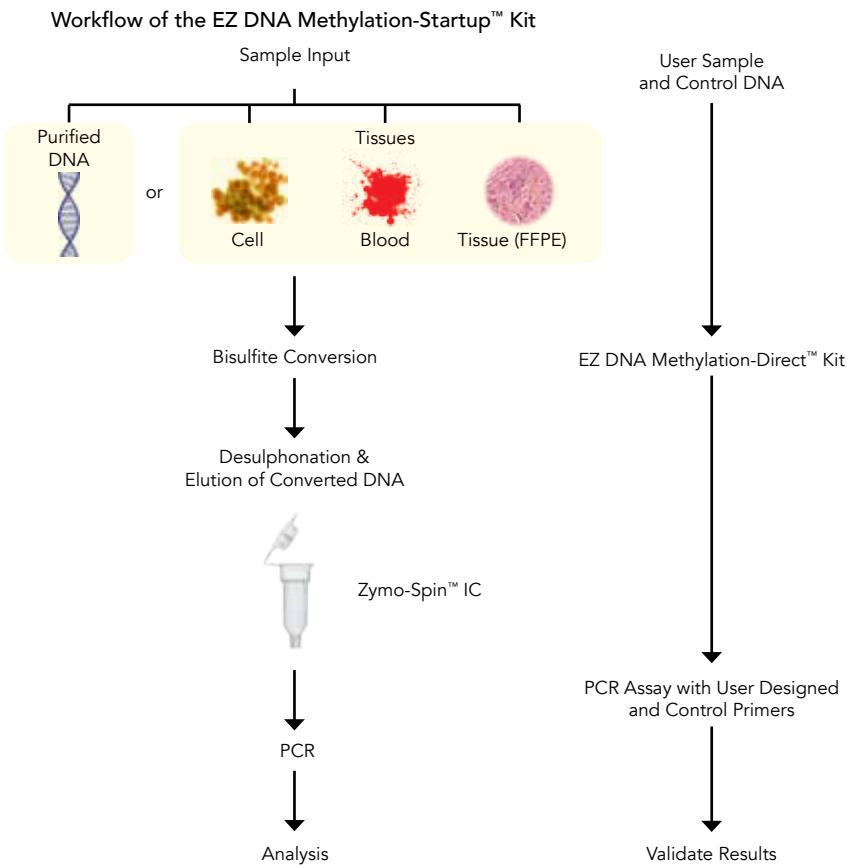 Workflow of the EZ DNA Methylation-Startup™ Kit
Sample Input
Purified
DNA
or
Tissues
Cell
Blood
Tissue (FFPE)
Bisulfite Conversion
Desulphonation &
Elution of Converted DNA
Zymo-Spin™ IC
PCR
Analysis
User Sample
and Control DNA
EZ DNA Methylation-Direct™ Kit
PCR Assay with User Designed
and Control Primers
Validate Results